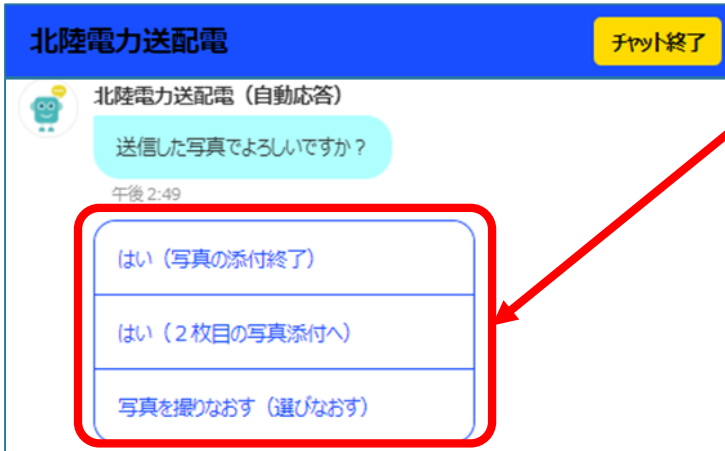 北陸電力送配電
チャット終了
北陸電力送配電（自動応答）
送信した写真でよろしいですか？
午後 2:49
はい（写真の添付終了）
はい（２枚目の写真添付へ）
写真を撮りなおす（選びなおす）